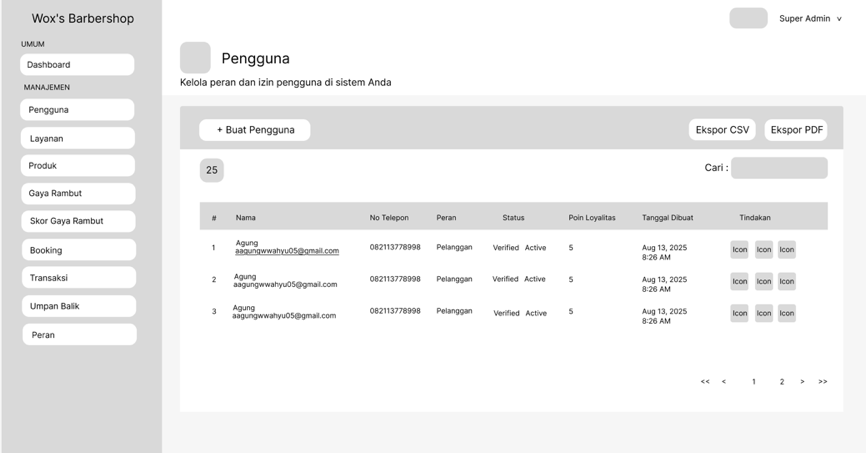 Wox's Barbershop
Super Admin v
UMUM
Dashboard
MANAJEMEN
Pengguna
Layanan
Produk
Gaya Rambut
Skor Gaya Rambut
Booking
Transaksi
Umpan Balik
Peran
Pengguna
Kelola peran dan izin pengguna di sistem Anda
+ Buat Pengguna
Ekspor CSV
Ekspor PDF
25
Cari :
# Nama No Telepon Peran Status Poin Loyalitas Tanggal Dibuat Tindakan
1 Agung 082113778998 Pelanggan Verified Active 5 Aug 13, 2025 Icon Icon Icon
aagungwwahyu05@gmail.com 8:26 AM
2 Agung 082113778998 Pelanggan Verified Active 5 Aug 13, 2025 Icon Icon Icon
aagungwwahyu05@gmail.com 8:26 AM
3 Agung 082113778998 Pelanggan Verified Active 5 Aug 13, 2025 Icon Icon Icon
aagungwwahyu05@gmail.com 8:26 AM
<< < 1 2 > >>